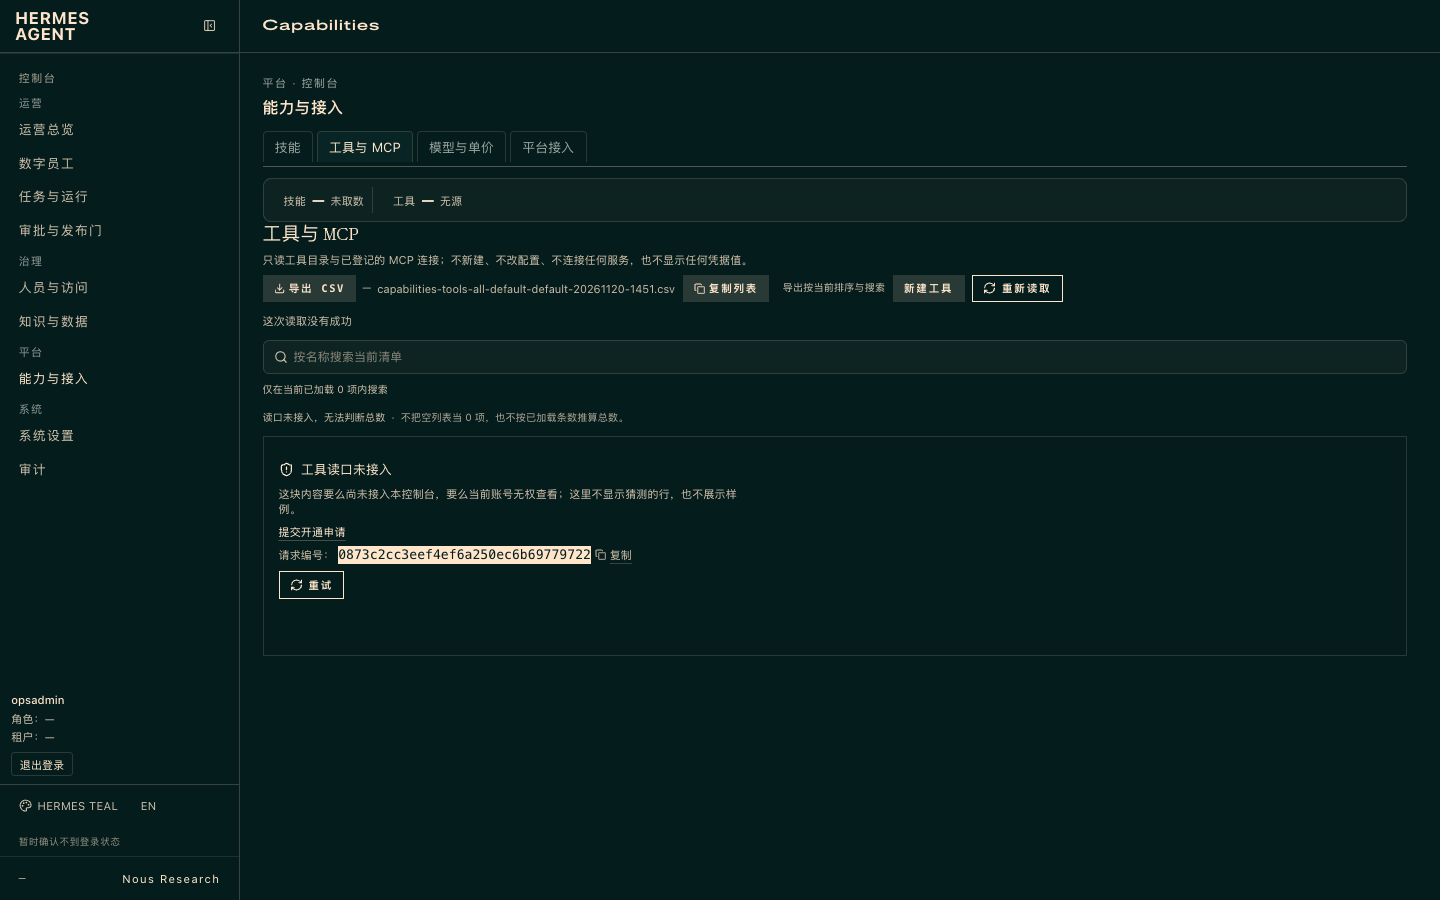 HERMES
AGENT
Capabilities
控制台
运营
运营总览
数字员工
任务与运行
审批与发布门
治理
人员与访问
知识与数据
平台
能力与接入
系统
系统设置
审计
opsadmin
角色: —
租户: —
退出登录
HERMES TEAL EN
暂时确认不到登录状态
— Nous Research
平台 · 控制台
能力与接入
技能 工具与 MCP 模型与单价 平台接入
技能 — 未取数 工具 — 无源
工具与 MCP
只读工具目录与已登记的 MCP 连接；不新建、不改配置、不连接任何服务，也不显示任何凭据值。
导出 CSV — capabilities-tools-all-default-default-20261120-1451.csv 复制列表 导出按当前排序与搜索 新建工具 重新读取
这次读取没有成功
按名称搜索当前清单
仅在当前已加载 0 项内搜索
读口未接入，无法判断总数 · 不把空列表当 0 项，也不按已加载条数推算总数。
工具读口未接入
这块内容要么尚未接入本控制台，要么当前账号无权查看；这里不显示猜测的行，也不展示样
例。
提交开通申请
请求编号: 0873c2cc3eef4ef6a250ec6b69779722 复制
重试